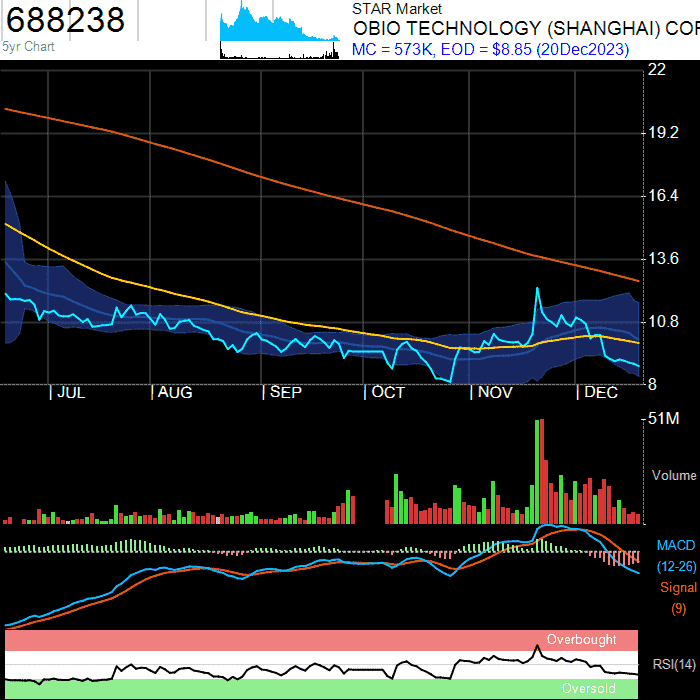 688238
5yr Chart
STAR Market
OBIO TECHNOLOGY (SHANGHAI) COR
MC = 573K, EOD = $8.85 (20Dec2023)
22
19.2
16.4
13.6
10.8
8
JUL AUG SEP OCT NOV DEC
51M
Volume
MACD
(12-26)
Signal
(9)
Overbought
RSI(14)
Oversold